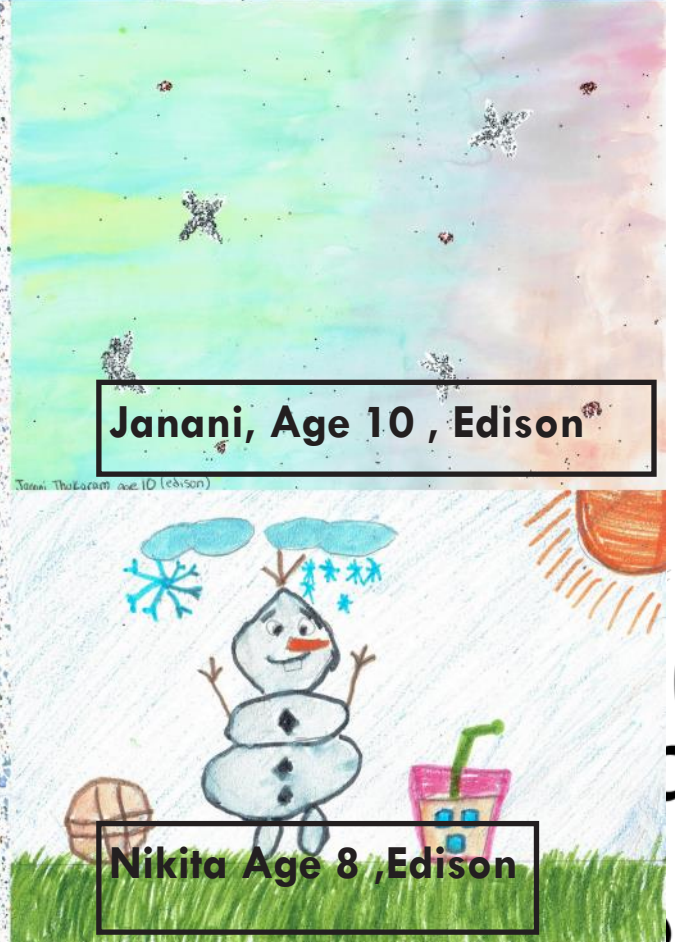 Janani, Age 10 , Edison
Janani Thukaram age 10 (edison)
Nikita Age 8 ,Edison